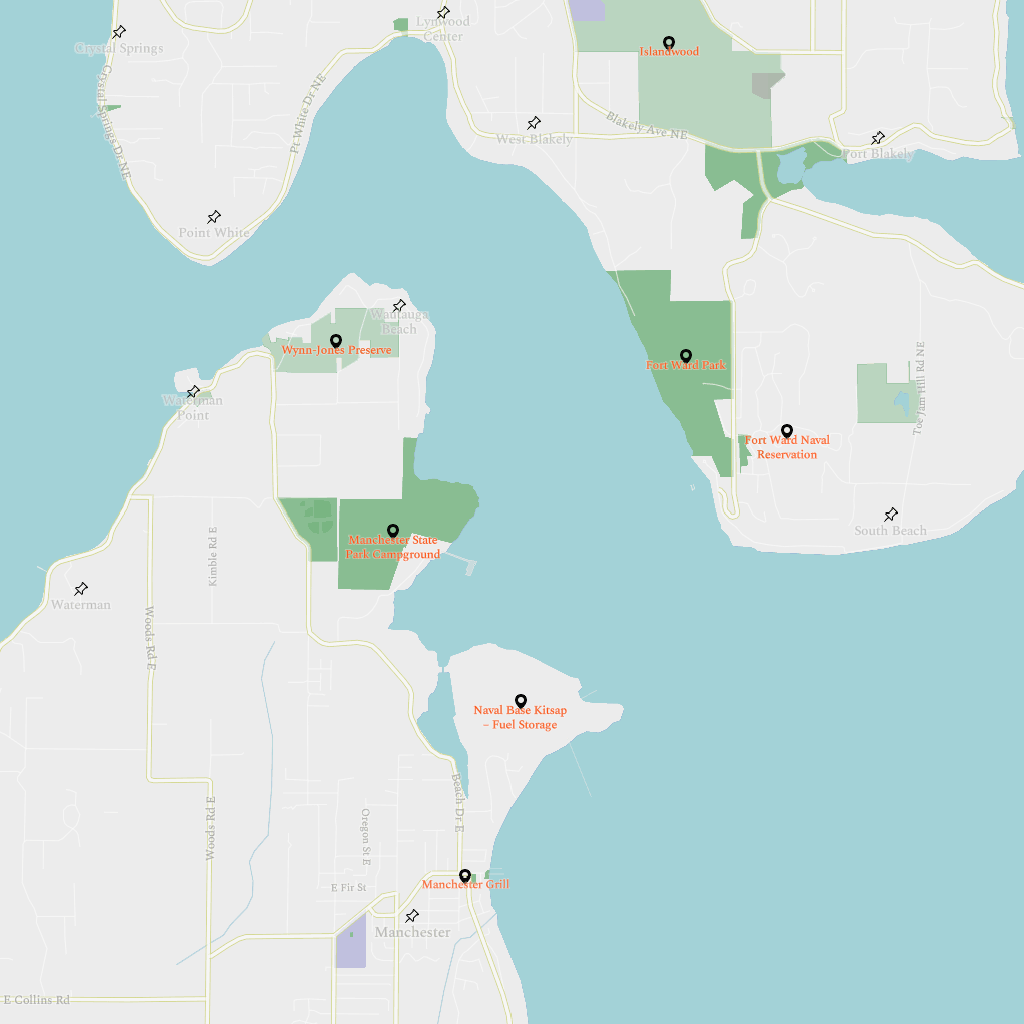 Lynwood
Center
Crystal Springs
Islandwood
Crystal Springs Dr NE
Pt White Dr NE
Blakely Ave NE
West Blakely
Port Blakely
Point White
Wautauga
Beach
Wynn-Jones Preserve
Fort Ward Park
Toe Jam Hill Rd NE
Waterman
Point
Fort Ward Naval
Reservation
South Beach
Manchester State
Park Campground
Kimble Rd E
Waterman
Woods Rd E
Naval Base Kitsap
– Fuel Storage
Beach Dr E
Woods Rd E
Oregon St E
E Fir St
Manchester Grill
Manchester
E Collins Rd